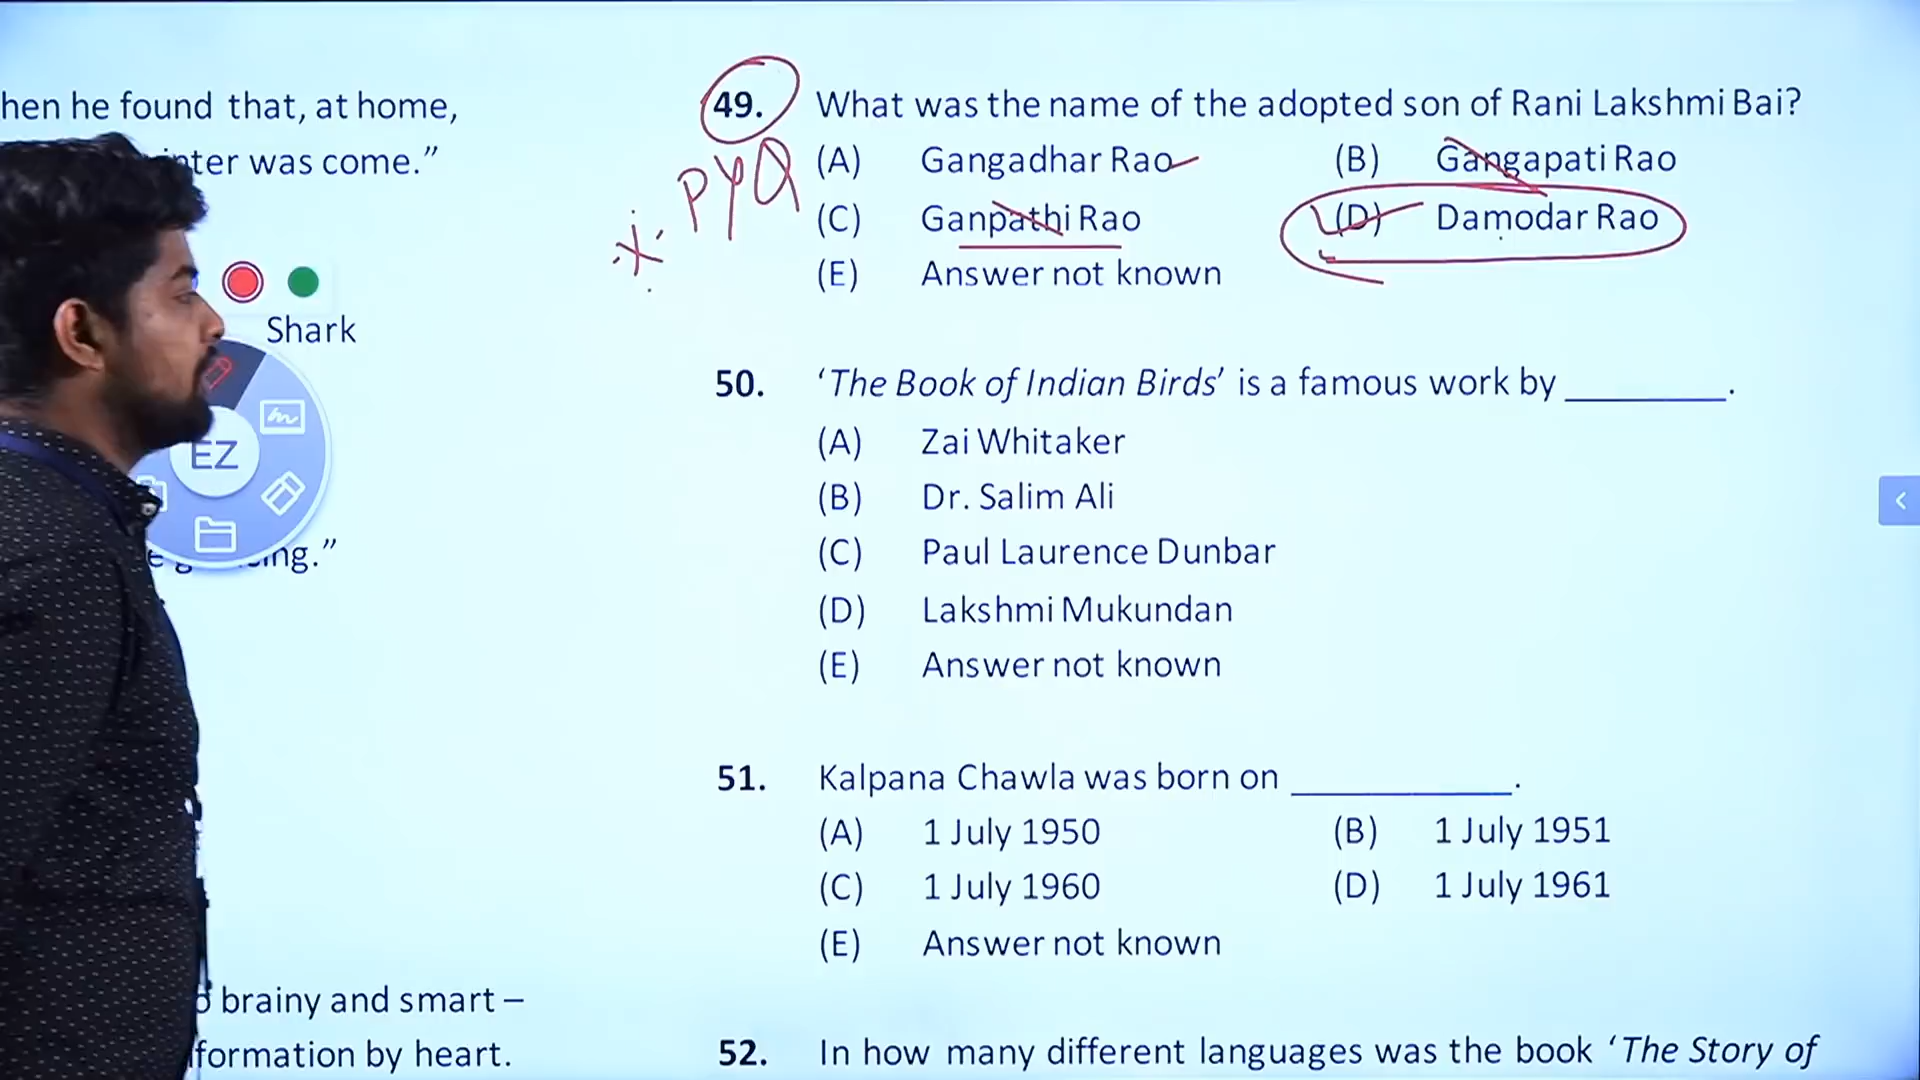 hen he found that, at home,
inter was come.”
Shark
EZ
ing.”
brainy and smart –
formation by heart.
49. What was the name of the adopted son of Rani Lakshmi Bai?
PYQ
(A) Gangadhar Rao (B) Gangapati Rao
(C) Ganpathi Rao (D) Damodar Rao
(E) Answer not known
50. ‘The Book of Indian Birds’ is a famous work by ________.
(A) Zai Whitaker
(B) Dr. Salim Ali
(C) Paul Laurence Dunbar
(D) Lakshmi Mukundan
(E) Answer not known
51. Kalpana Chawla was born on ___________.
(A) 1 July 1950 (B) 1 July 1951
(C) 1 July 1960 (D) 1 July 1961
(E) Answer not known
52. In how many different languages was the book ‘The Story of